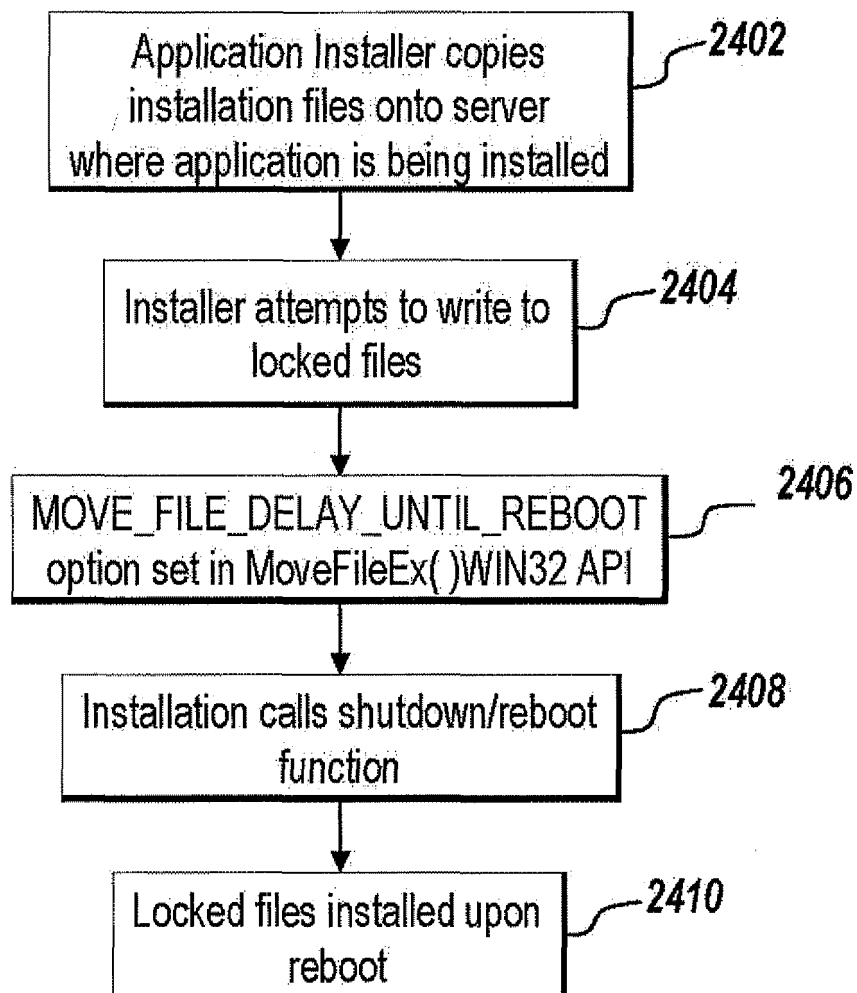 Application Installer copies
installation files onto server
where application is being installed
2402
Installer attempts to write to
locked files
2404
MOVE_FILE_DELAY_UNTIL_REBOOT
option set in MoveFileEx( )WIN32 API
2406
Installation calls shutdown/reboot
function
2408
Locked files installed upon
reboot
2410